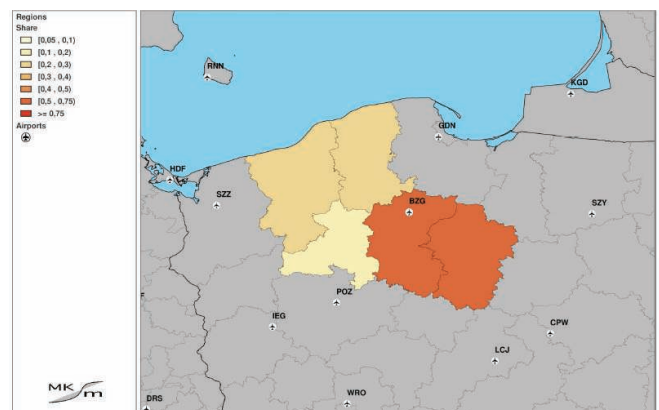 Regions
Share
[0,05 , 0,1)
[0,1 , 0,2)
[0,2 , 0,3)
[0,3 , 0,4)
[0,4 , 0,5)
[0,5 , 0,75)
>= 0,75
Airports
RNN
KGD
GDN
HDF
SZZ
BZG
SZY
POZ
IEG
CPW
LCJ
WRO
DRS
MK
m